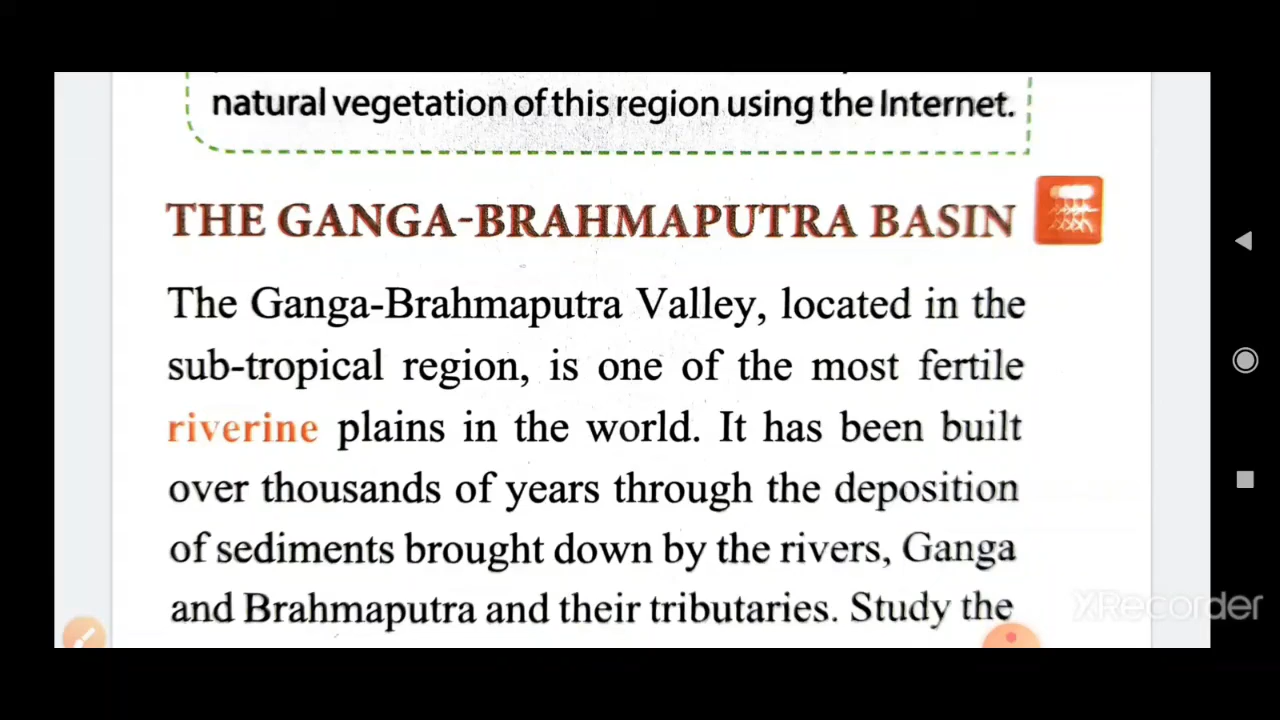 natural vegetation of this region using the Internet.
THE GANGA-BRAHMAPUTRA BASIN
The Ganga-Brahmaputra Valley, located in the
sub-tropical region, is one of the most fertile
riverine plains in the world. It has been built
over thousands of years through the deposition
of sediments brought down by the rivers, Ganga
and Brahmaputra and their tributaries. Study the
XRecorder